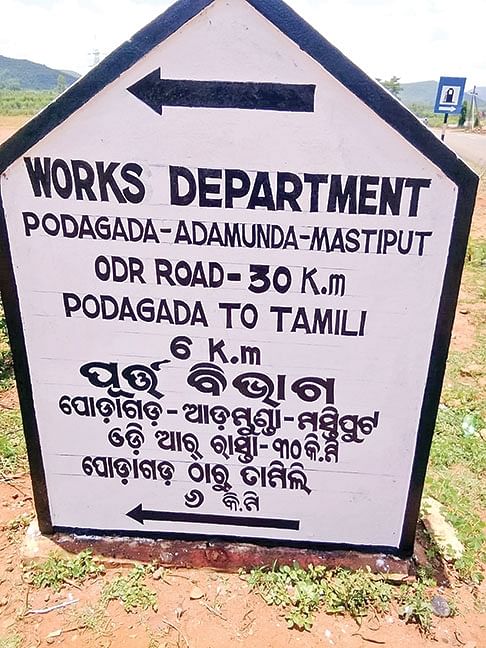 WORKS DEPARTMENT
PODAGADA-ADAMUNDA-MASTIPUT
ODR ROAD-30 K.m
PODAGADA TO TAMILI
6 K.m
ପୂର୍ତ୍ତ ବିଭାଗ
ପୋଡ଼ାଗଡ଼-ଆଡ଼ମୁଣ୍ଡା-ମସ୍ତିପୁଟ
ଓଡ଼ି ଆର୍ ରାସ୍ତା-୩୦କି.ମି
ପୋଡ଼ାଗଡ଼ ଠାରୁ ତାମିଲି
୬ କି.ମି